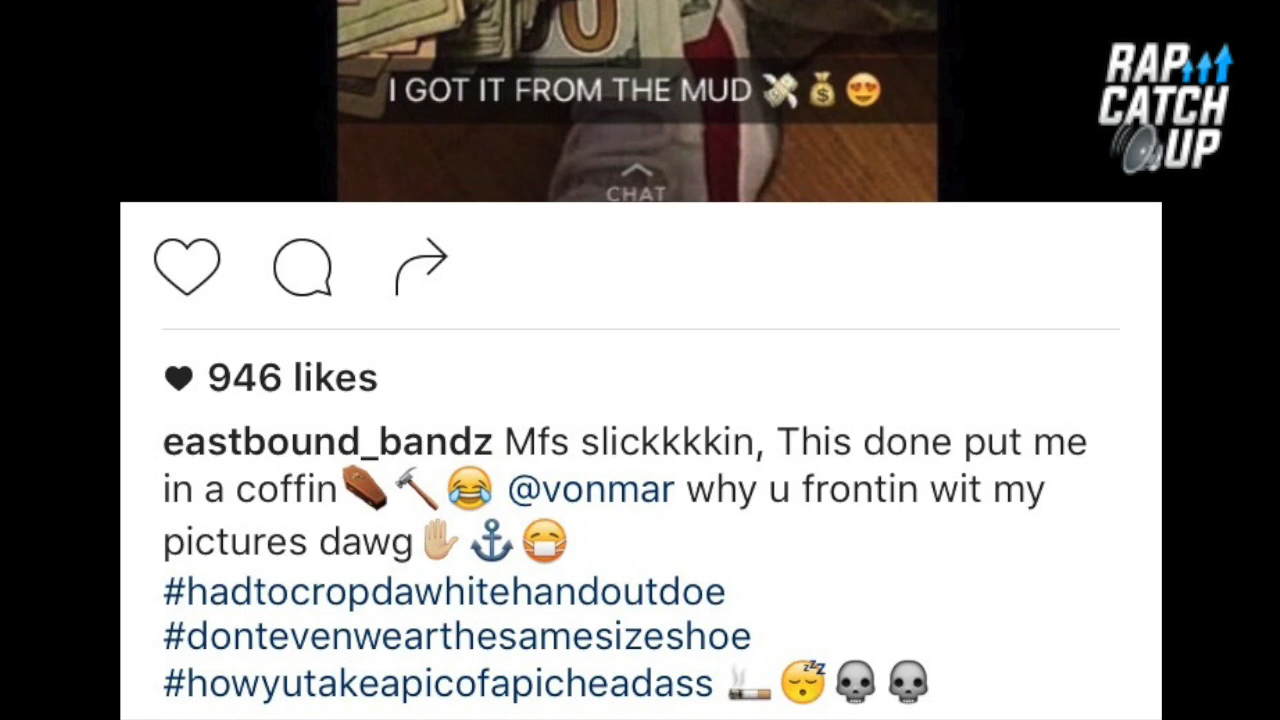 I GOT IT FROM THE MUD 💸💰😍
RAP
CATCH
UP
CHAT
946 likes
eastbound_bandz Mfs slickkkkin, This done put me
in a coffin⚰️🔨😂 @vonmar why u frontin wit my
pictures dawg✋🏼⚓😷
#hadtocropdawhitehandoutdoe
#dontevenwearthesamesizeshoe
#howyutakeapicofapicheadass 🚬😴💀💀